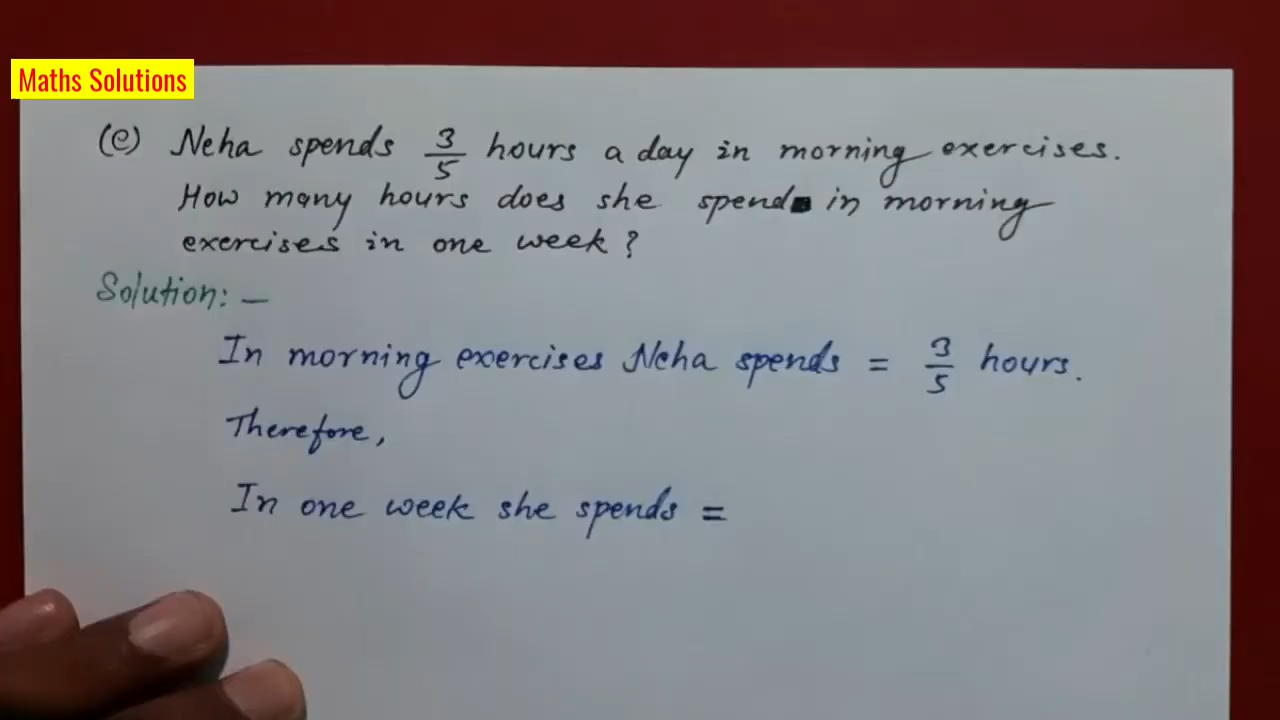 Maths Solutions
(e) Neha spends 3/5 hours a day in morning exercises.
How many hours does she spend in morning
exercises in one week?
Solution:—
In morning exercises Neha spends = 3/5 hours.
Therefore,
In one week she spends =